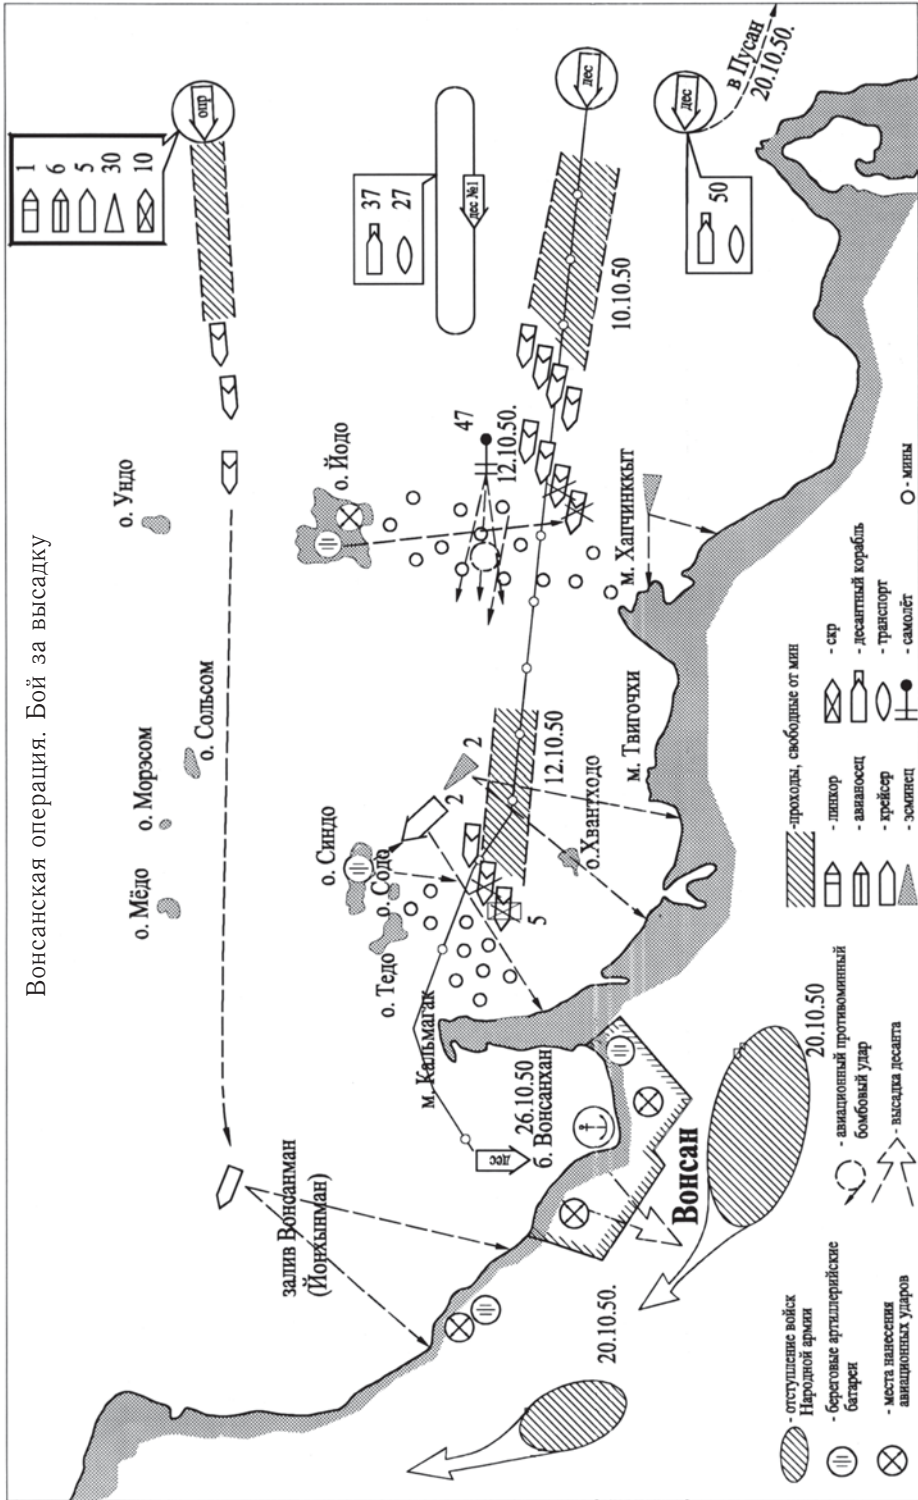 Вонсанская операция. Бой за высадку
о. Мёдо
о. Морэсом
о. Сольсом
о. Ундо
опр
1
6
5
30
10
залив Вонсанман
(Йонхынман)
о. Тедо
о. Содо
о. Синдо
о. Йодо
37
27
дес №1
47
12.10.50.
10.10.50
дес
2
2
5
12.10.50
м. Кальмагак
26.10.50
б. Вонсанхан
дес
о.Хвантходо
м. Твигочхи
м. Хапчинккыт
дес
50
в Пусан
20.10.50.
20.10.50.
Вонсан
20.10.50
- отступление войск
Народной армии
- береговые артиллерийские
батареи
- места нанесения
авиационных ударов
- авиационный противоминный
бомбовый удар
- высадка десанта
-проходы, свободные от мин
- линкор
- авианосец
- крейсер
- эсминец
- скр
- десантный корабль
- транспорт
- самолёт
- мины